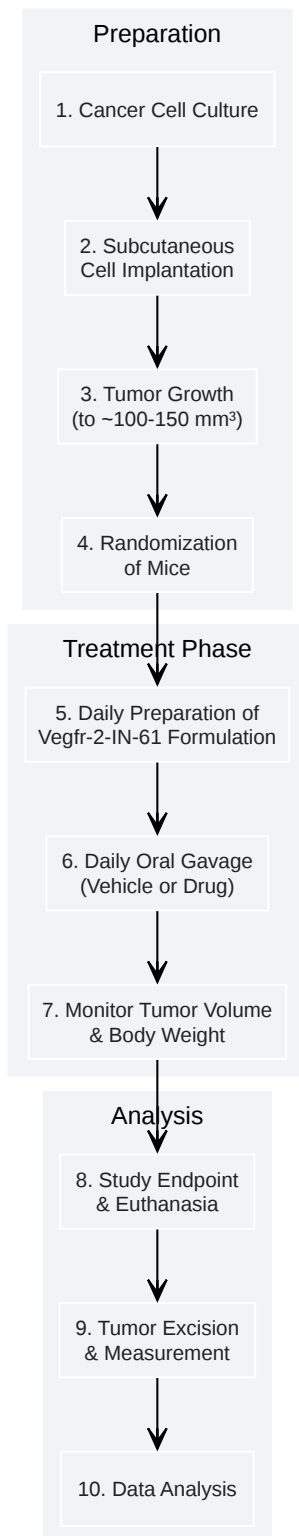 Preparation
1. Cancer Cell Culture
2. Subcutaneous
Cell Implantation
3. Tumor Growth
(to ~100-150 mm³)
4. Randomization
of Mice
Treatment Phase
5. Daily Preparation of
Vegfr-2-IN-61 Formulation
6. Daily Oral Gavage
(Vehicle or Drug)
7. Monitor Tumor Volume
& Body Weight
Analysis
8. Study Endpoint
& Euthanasia
9. Tumor Excision
& Measurement
10. Data Analysis